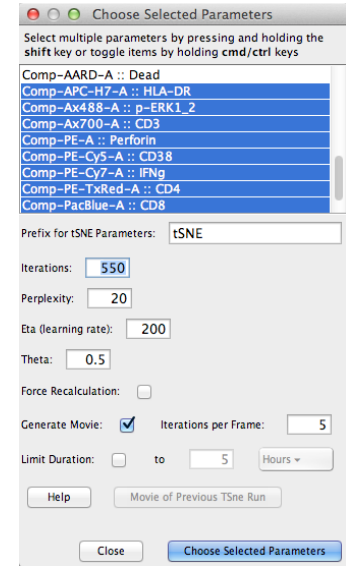 Choose Selected Parameters
Select multiple parameters by pressing and holding the
shift key or toggle items by holding cmd/ctrl keys
Comp-AARD-A :: Dead
Comp-APC-H7-A :: HLA-DR
Comp-Ax488-A :: p-ERK1_2
Comp-Ax700-A :: CD3
Comp-PE-A :: Perforin
Comp-PE-Cy5-A :: CD38
Comp-PE-Cy7-A :: IFNg
Comp-PE-TxRed-A :: CD4
Comp-PacBlue-A :: CD8
Prefix for tSNE Parameters: tSNE
Iterations: 550
Perplexity: 20
Eta (learning rate): 200
Theta: 0.5
Force Recalculation:
Generate Movie: Iterations per Frame: 5
Limit Duration: to 5 Hours
Help Movie of Previous TSne Run
Close Choose Selected Parameters